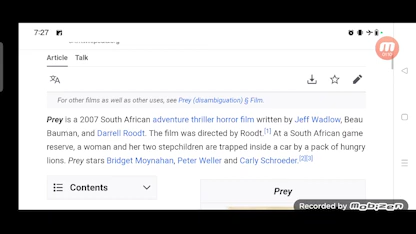 7:27
Article Talk
For other films as well as other uses, see Prey (disambiguation) § Film.
Prey is a 2007 South African adventure thriller horror film written by Jeff Wadlow, Beau
Bauman, and Darrell Roodt. The film was directed by Roodt.[1] At a South African game
reserve, a woman and her two stepchildren are trapped inside a car by a pack of hungry
lions. Prey stars Bridget Moynahan, Peter Weller and Carly Schroeder.[2][3]
Contents
Prey
Recorded by Mobizen